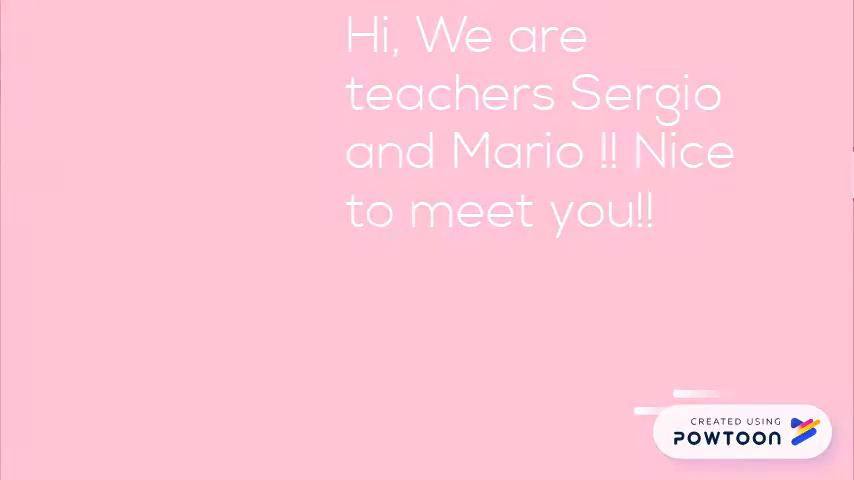 Hi, We are
teachers Sergio
and Mario !! Nice
to meet you!!
CREATED USING
POWTOON